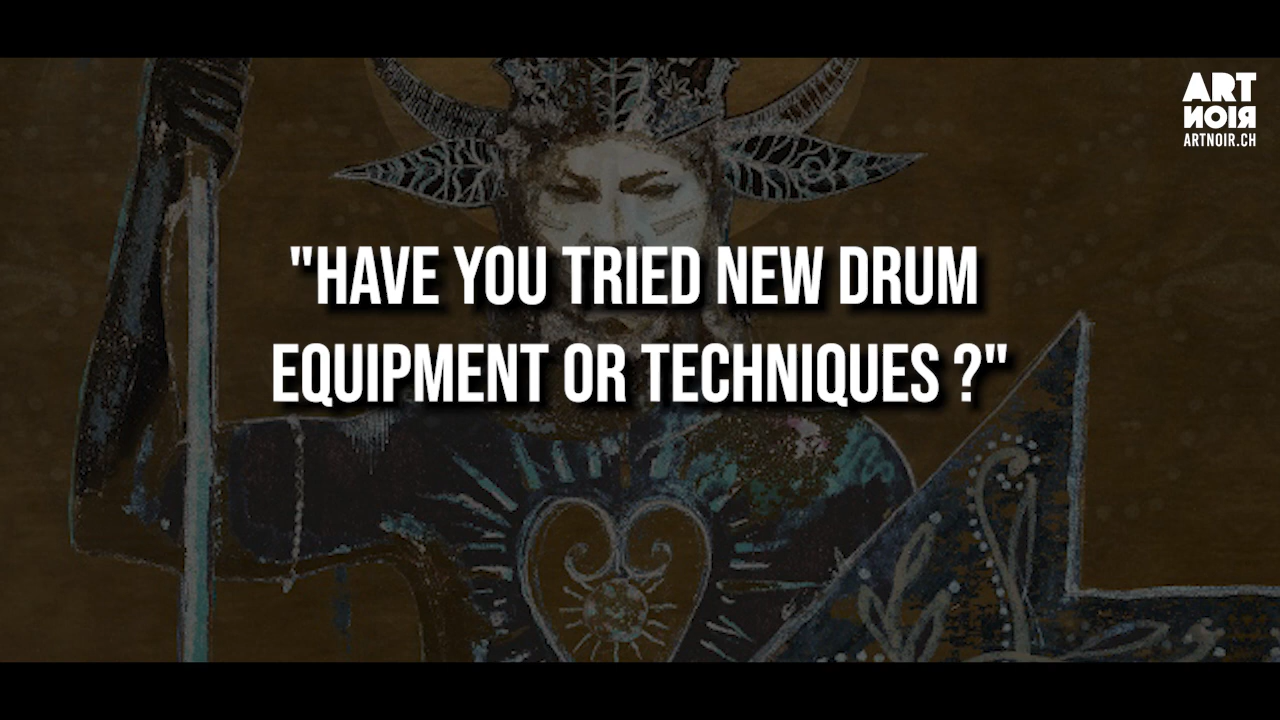 ART
NOIR
ARTNOIR.CH
"HAVE YOU TRIED NEW DRUM
EQUIPMENT OR TECHNIQUES ?"